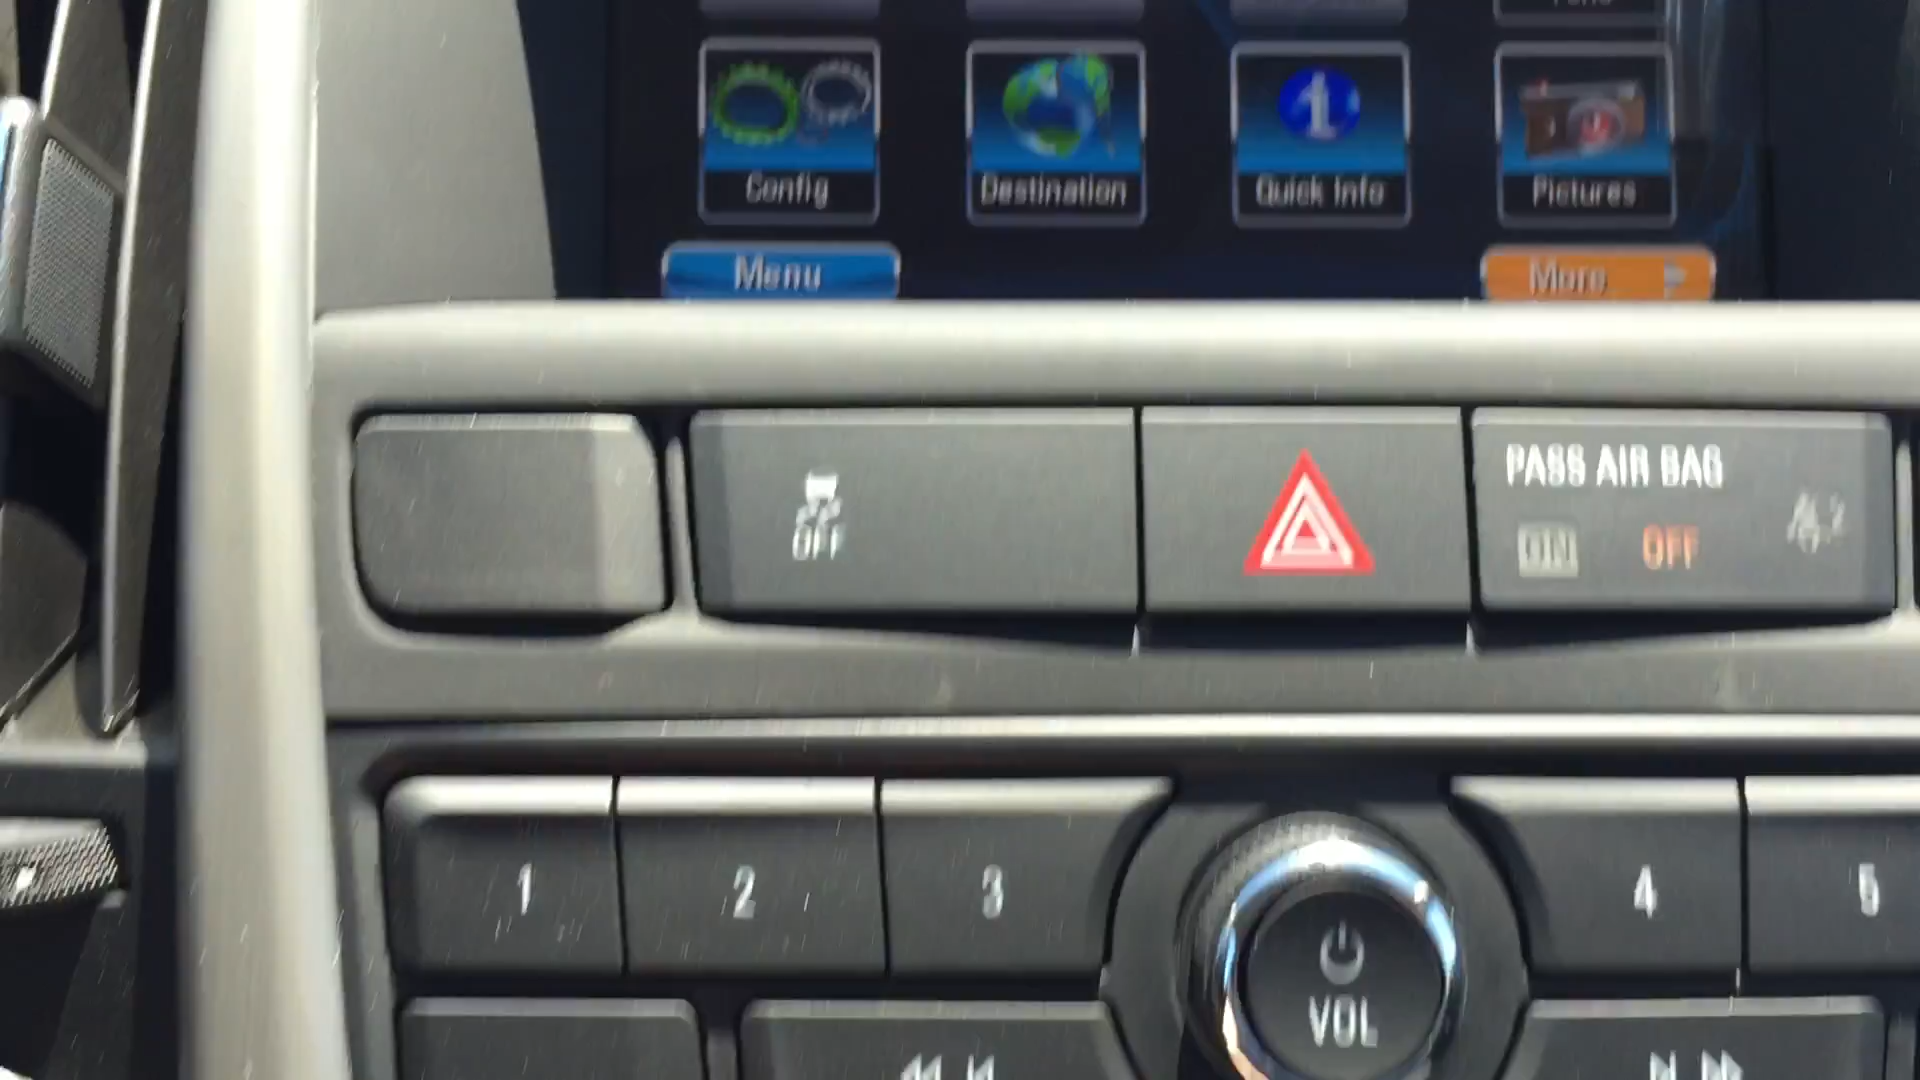 Config
Destination
Quick Info
Pictures
Menu
More
OFF
PASS AIR BAG
ON OFF
2
1
2
3
4
5
VOL